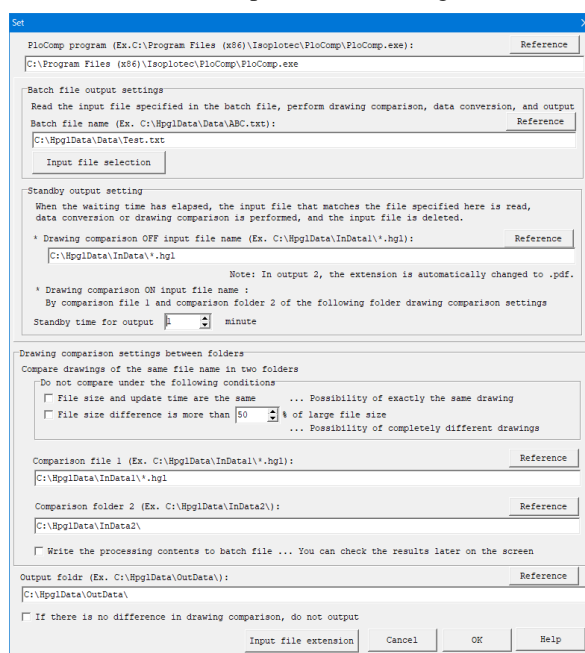 Set
PloComp program (Ex.C:\Program Files (x86)\Isoplotec\PloComp\PloComp.exe): Reference
C:\Program Files (x86)\Isoplotec\PloComp\PloComp.exe
Batch file output settings
Read the input file specified in the batch file, perform drawing comparison, data conversion, and output
Batch file name (Ex. C:\HpglData\Data\ABC.txt): Reference
C:\HpglData\Data\Test.txt
Input file selection
Standby output setting
When the waiting time has elapsed, the input file that matches the file specified here is read,
data conversion or drawing comparison is performed, and the input file is deleted.
* Drawing comparison OFF input file name (Ex. C:\HpglData\InData1\*.hgl): Reference
C:\HpglData\InData\*.hgl
Note: In output 2, the extension is automatically changed to .pdf.
* Drawing comparison ON input file name :
By comparison file 1 and comparison folder 2 of the following folder drawing comparison settings
Standby time for output 1 minute
Drawing comparison settings between folders
Compare drawings of the same file name in two folders
Do not compare under the following conditions
File size and update time are the same ... Possibility of exactly the same drawing
File size difference is more than 50 % of large file size
... Possibility of completely different drawings
Comparison file 1 (Ex. C:\HpglData\InData1\*.hgl): Reference
C:\HpglData\InData1\*.hgl
Comparison folder 2 (Ex. C:\HpglData\InData2\): Reference
C:\HpglData\InData2\
Write the processing contents to batch file ... You can check the results later on the screen
Output foldr (Ex. C:\HpglData\OutData\): Reference
C:\HpglData\OutData\
If there is no difference in drawing comparison, do not output
Input file extension Cancel OK Help